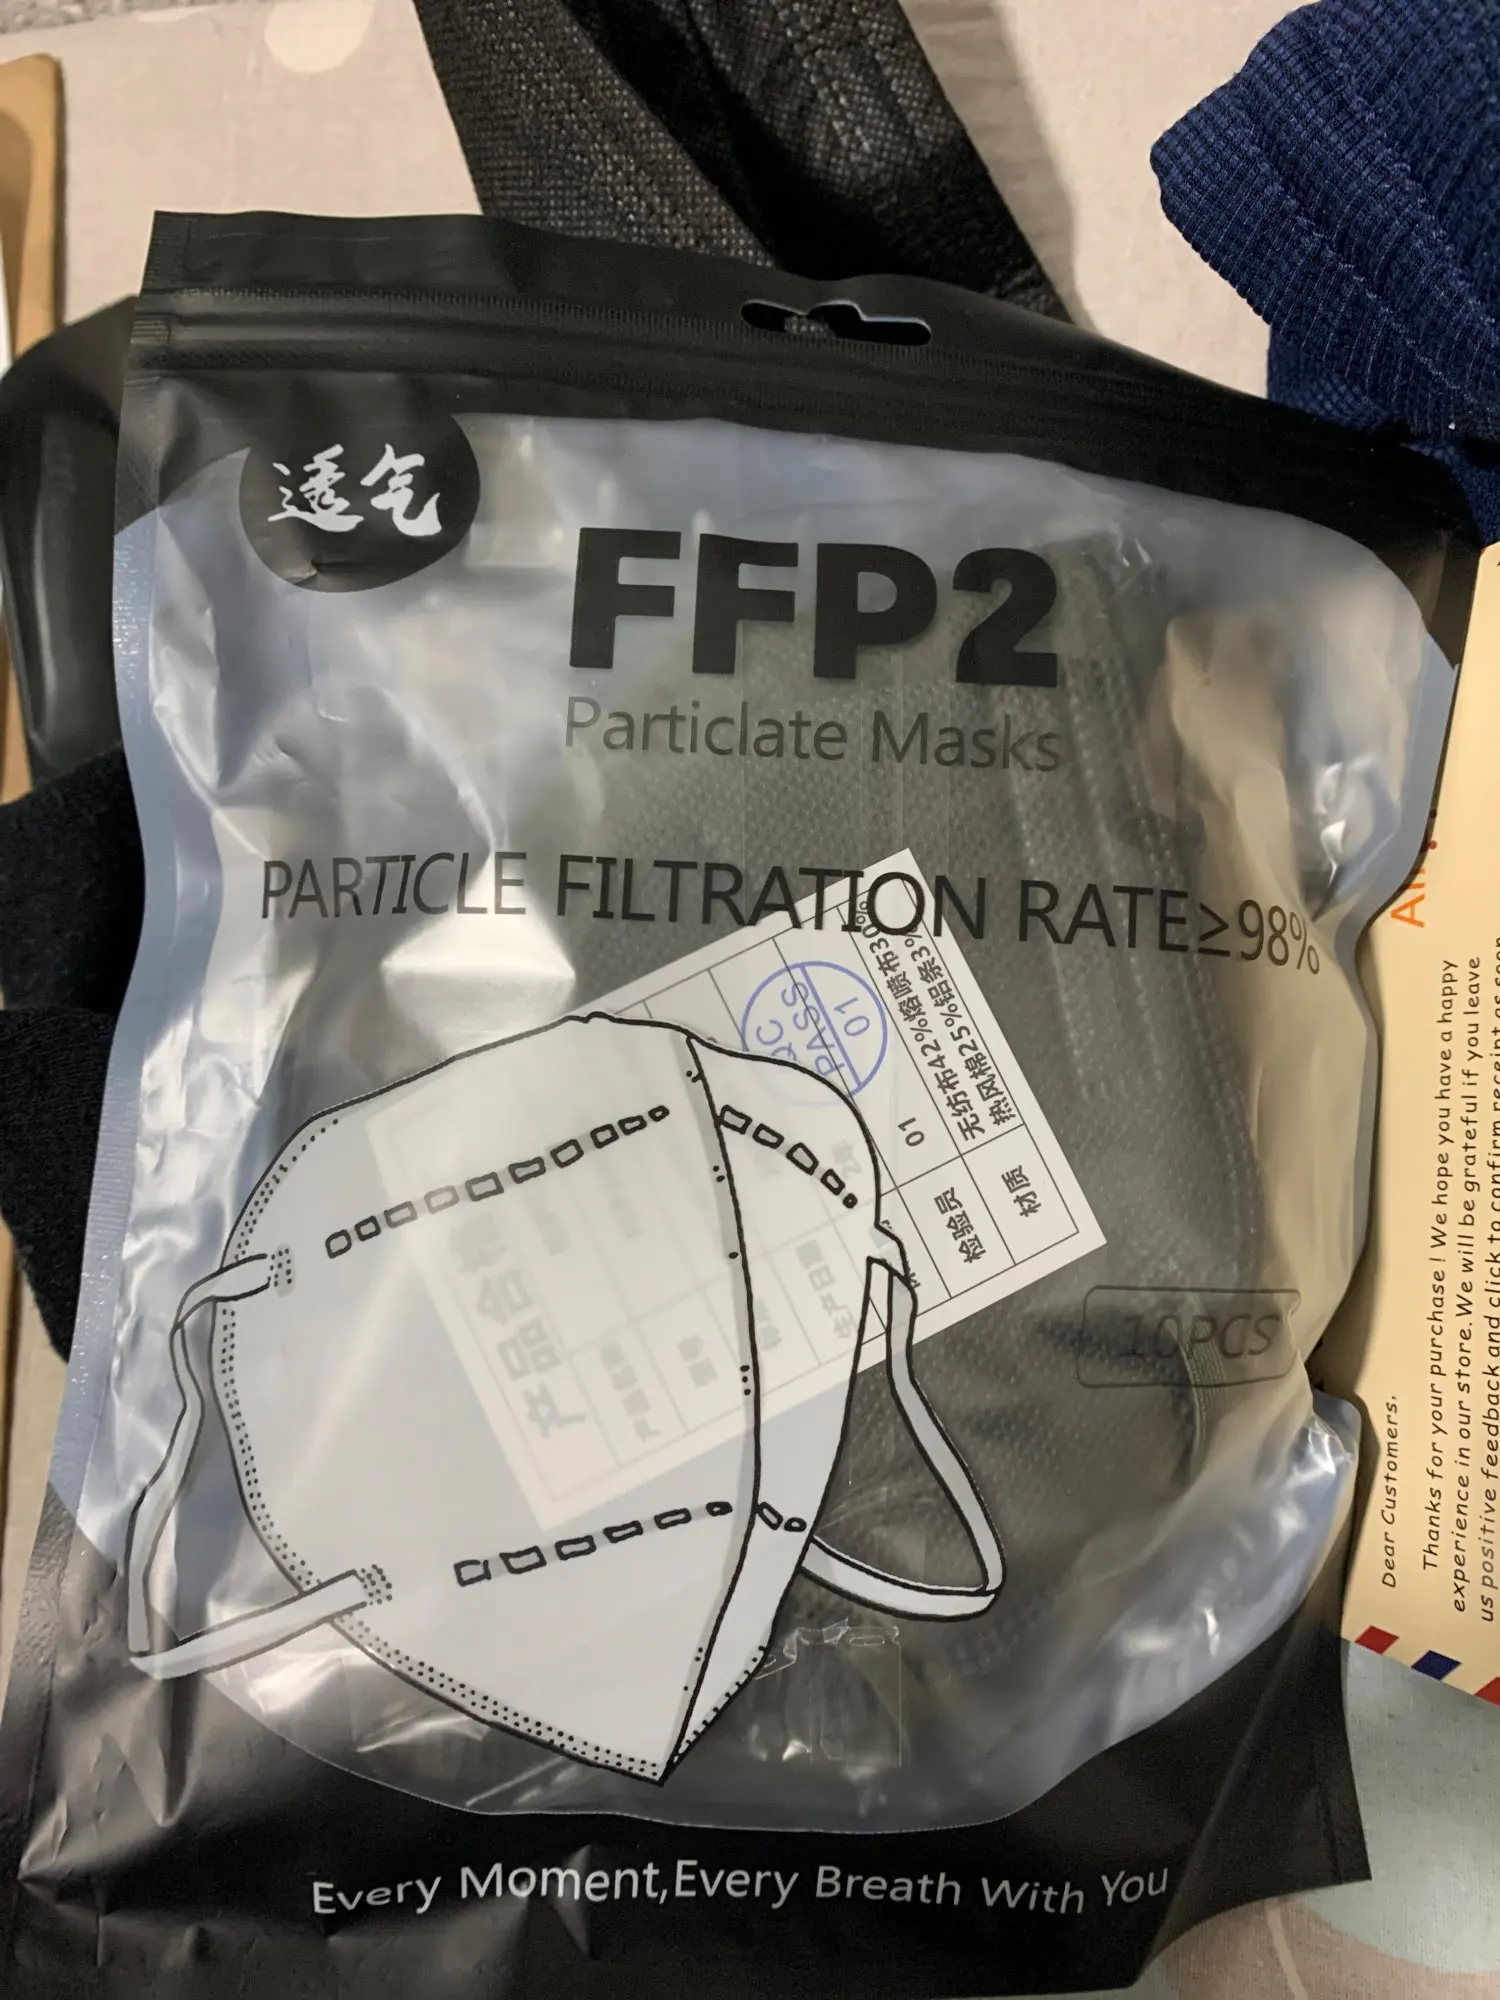 透气
FFP2
Particlate Masks
PARTICLE FILTRATION RATE≥98%
QC
PASS
01
产品合格
生产日期
检验员
01
材质
无纺布42%熔喷布30%
热风棉25%铝条3%
10PCS
Every Moment,Every Breath With You
Dear Customers,
Thanks for your purchase! We hope you have a happy
experience in our store. We will be grateful if you leave
us positive feedback and click to confirm receipt as soon